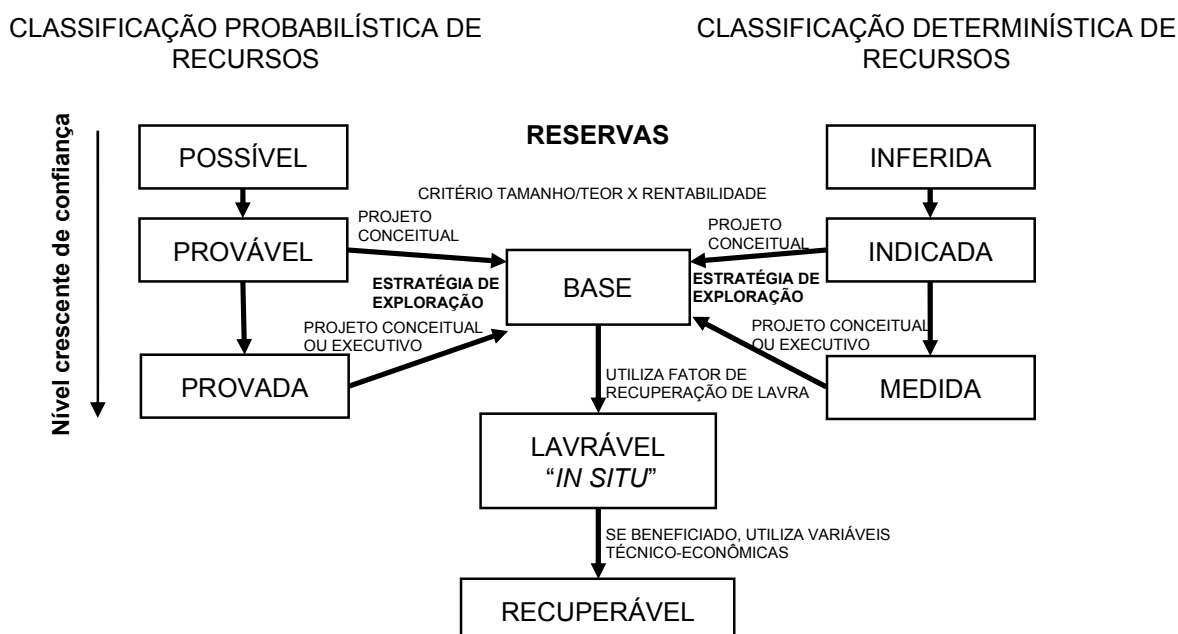 CLASSIFICAÇÃO PROBABILÍSTICA DE
RECURSOS
CLASSIFICAÇÃO DETERMINÍSTICA DE
RECURSOS
Nível crescente de confiança
POSSÍVEL
RESERVAS
INFERIDA
CRITÉRIO TAMANHO/TEOR X RENTABILIDADE
PROVÁVEL
PROJETO
CONCEITUAL
PROJETO
CONCEITUAL
INDICADA
ESTRATÉGIA DE
EXPLORAÇÃO
BASE
ESTRATÉGIA DE
EXPLORAÇÃO
PROJETO CONCEITUAL
OU EXECUTIVO
PROJETO CONCEITUAL
OU EXECUTIVO
PROVADA
UTILIZA FATOR DE
RECUPERAÇÃO DE LAVRA
MEDIDA
LAVRÁVEL
“IN SITU”
SE BENEFICIADO, UTILIZA VARIÁVEIS
TÉCNICO-ECONÔMICAS
RECUPERÁVEL